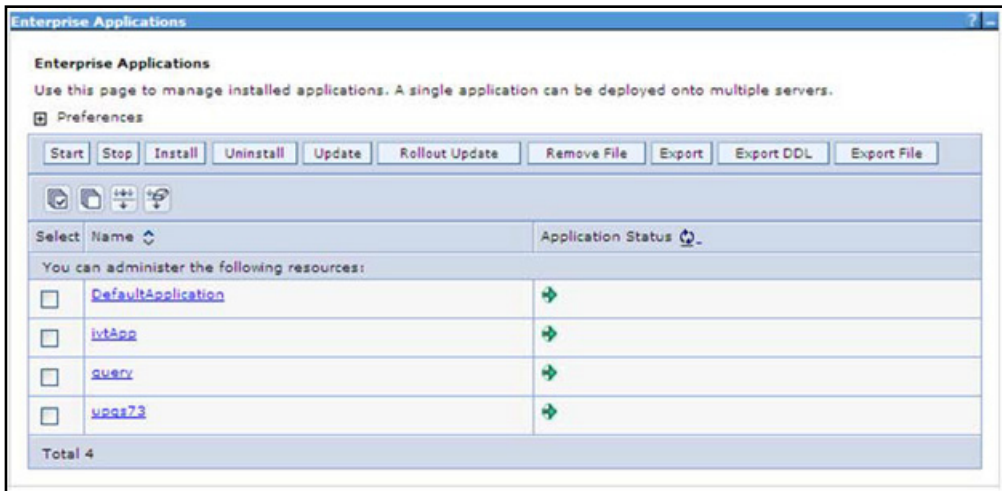 Enterprise Applications ? -
Enterprise Applications
Use this page to manage installed applications. A single application can be deployed onto multiple servers.
+ Preferences
Start Stop Install Uninstall Update Rollout Update Remove File Export Export DDL Export File
Select Name Application Status
You can administer the following resources:
DefaultApplication
ivtApp
query
upgs73
Total 4